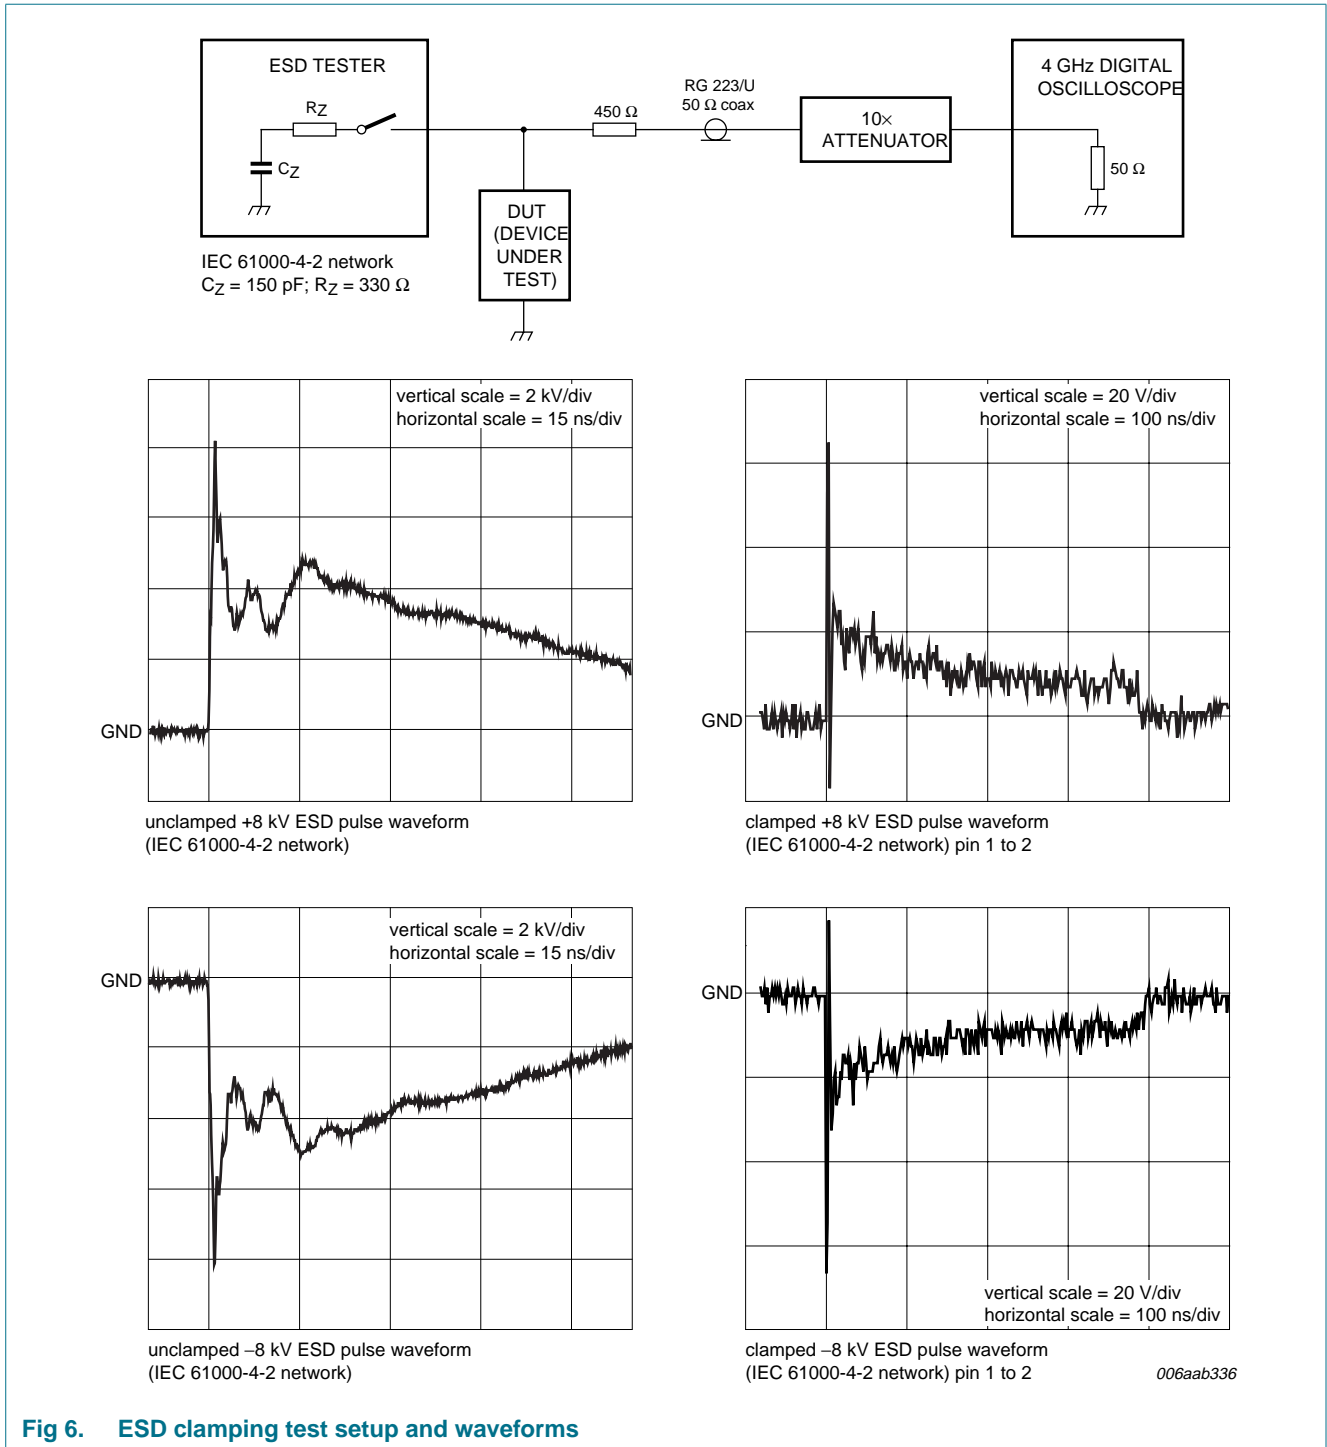 ESD TESTER
RZ
CZ
IEC 61000-4-2 network
CZ = 150 pF; RZ = 330 Ω
450 Ω
RG 223/U
50 Ω coax
10×
ATTENUATOR
4 GHz DIGITAL
OSCILLOSCOPE
50 Ω
DUT
(DEVICE
UNDER
TEST)
vertical scale = 2 kV/div
horizontal scale = 15 ns/div
GND
unclamped +8 kV ESD pulse waveform
(IEC 61000-4-2 network)
vertical scale = 20 V/div
horizontal scale = 100 ns/div
GND
clamped +8 kV ESD pulse waveform
(IEC 61000-4-2 network) pin 1 to 2
vertical scale = 2 kV/div
horizontal scale = 15 ns/div
GND
unclamped −8 kV ESD pulse waveform
(IEC 61000-4-2 network)
GND
vertical scale = 20 V/div
horizontal scale = 100 ns/div
clamped −8 kV ESD pulse waveform
(IEC 61000-4-2 network) pin 1 to 2
006aab336
Fig 6. ESD clamping test setup and waveforms